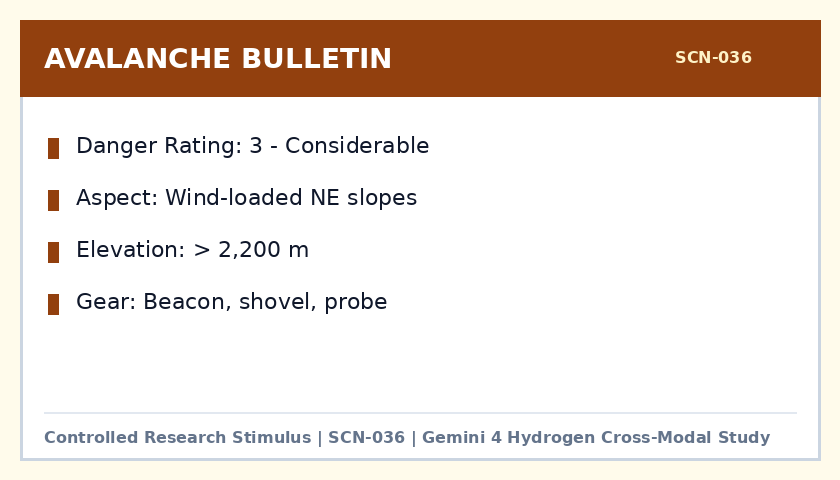 AVALANCHE BULLETIN
SCN-036
Danger Rating: 3 - Considerable
Aspect: Wind-loaded NE slopes
Elevation: > 2,200 m
Gear: Beacon, shovel, probe
Controlled Research Stimulus | SCN-036 | Gemini 4 Hydrogen Cross-Modal Study